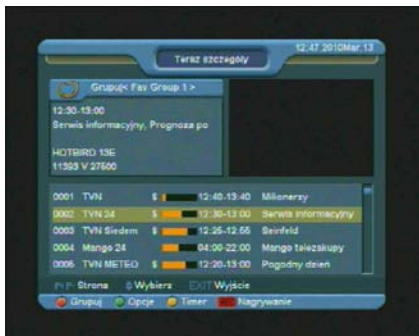 12:47 2010Mar.13
Teraz szczegóły
Grupuj< Fav Group 1 >
12:30-13:00
Serwis informacyjny, Prognoza po
HOTBIRD 13E
11393 V 27500
0001 TVN $ 12:40-13:40 Milionerzy
0002 TVN 24 $ 12:30-13:00 Serwis informacyjny
0003 TVN Siedem $ 12:25-12:55 Seinfeld
0004 Mango 24 04:00-22:00 Mango telezakupy
0005 TVN METEO $ 12:20-13:00 Pogodny dzień
P+ P- Strona Wybierz EXIT Wyjście
Grupuj Opcje Timer REC Nagrywanie